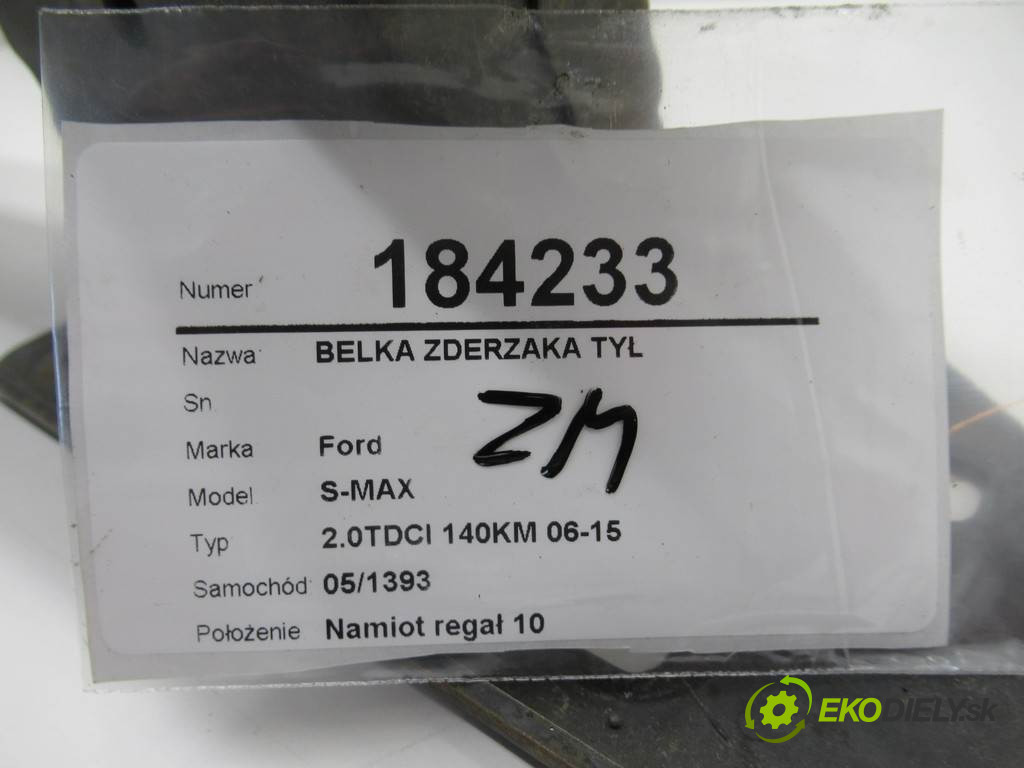 Numer 184233
Nazwa: BELKA ZDERZAKA TYŁ
Sn
ZM
Marka Ford
Model S-MAX
Typ 2.0TDCI 140KM 06-15
Samochód: 05/1393
Położenie Namiot regał 10
EKODIELY.sk